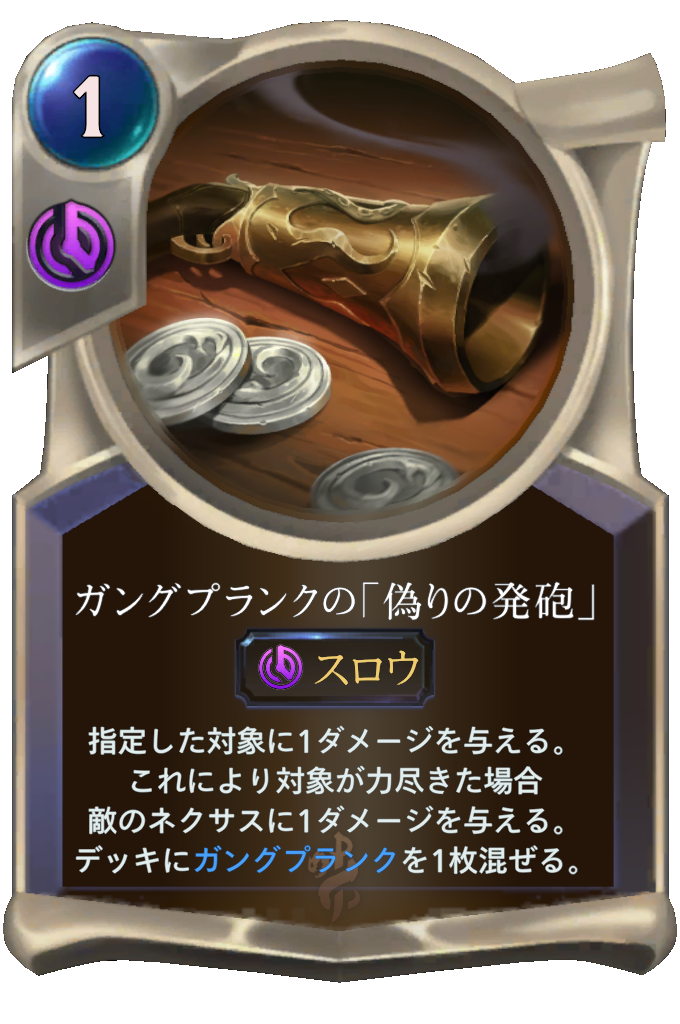 1
ガングプランクの「偽りの発砲」
スロウ
指定した対象に1ダメージを与える。
これにより対象が力尽きた場合
敵のネクサスに1ダメージを与える。
デッキにガングプランクを1枚混ぜる。